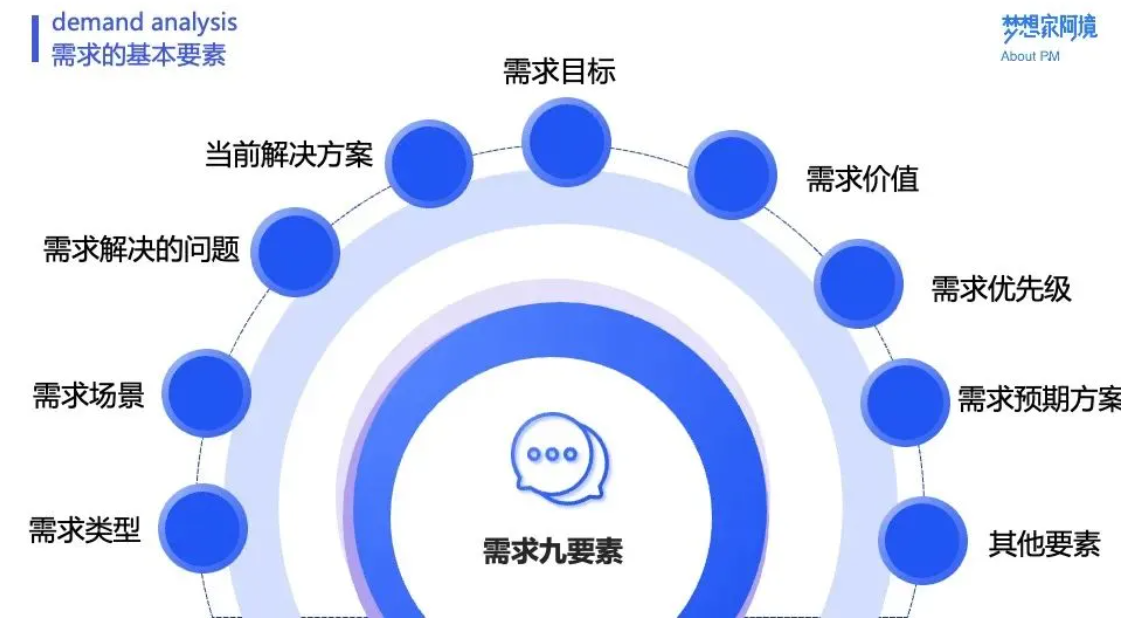 demand analysis
需求的基本要素
梦想家阿境
About PM
需求目标
当前解决方案
需求价值
需求解决的问题
需求优先级
需求场景
需求预期方案
需求类型
其他要素
需求九要素